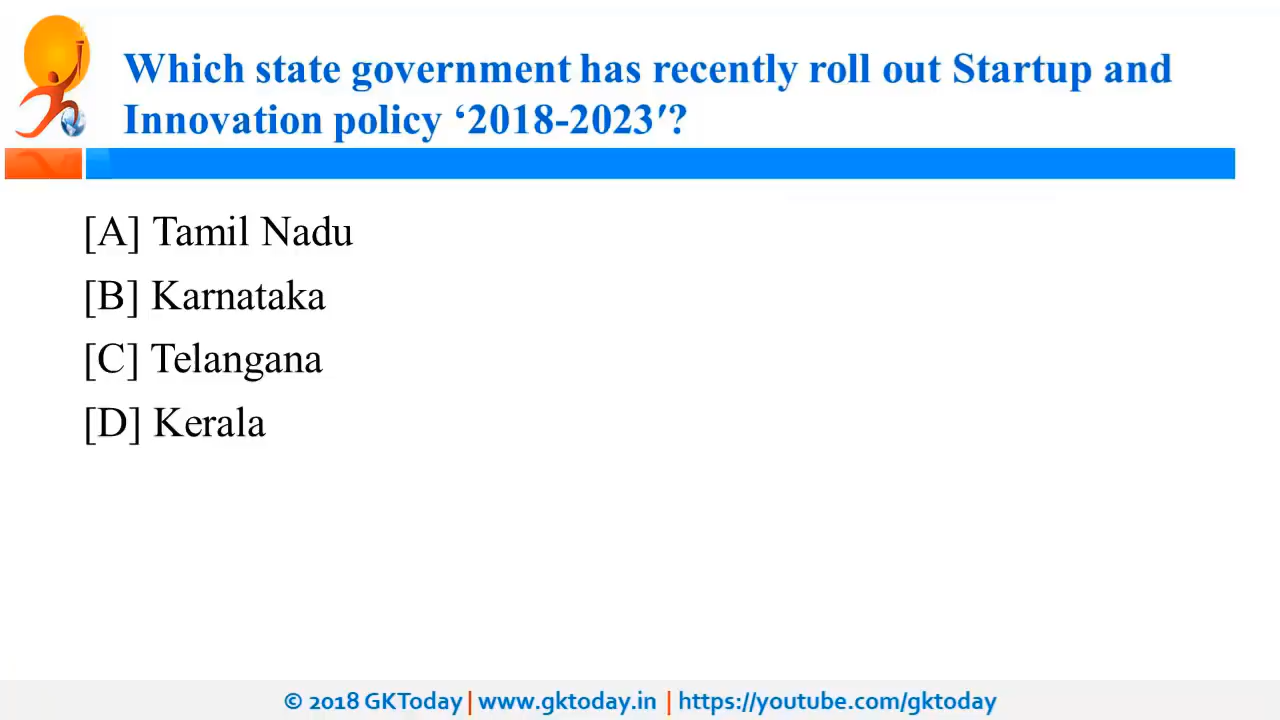 Which state government has recently roll out Startup and
Innovation policy ‘2018-2023′?
[A] Tamil Nadu
[B] Karnataka
[C] Telangana
[D] Kerala
© 2018 GKToday | www.gktoday.in | https://youtube.com/gktoday